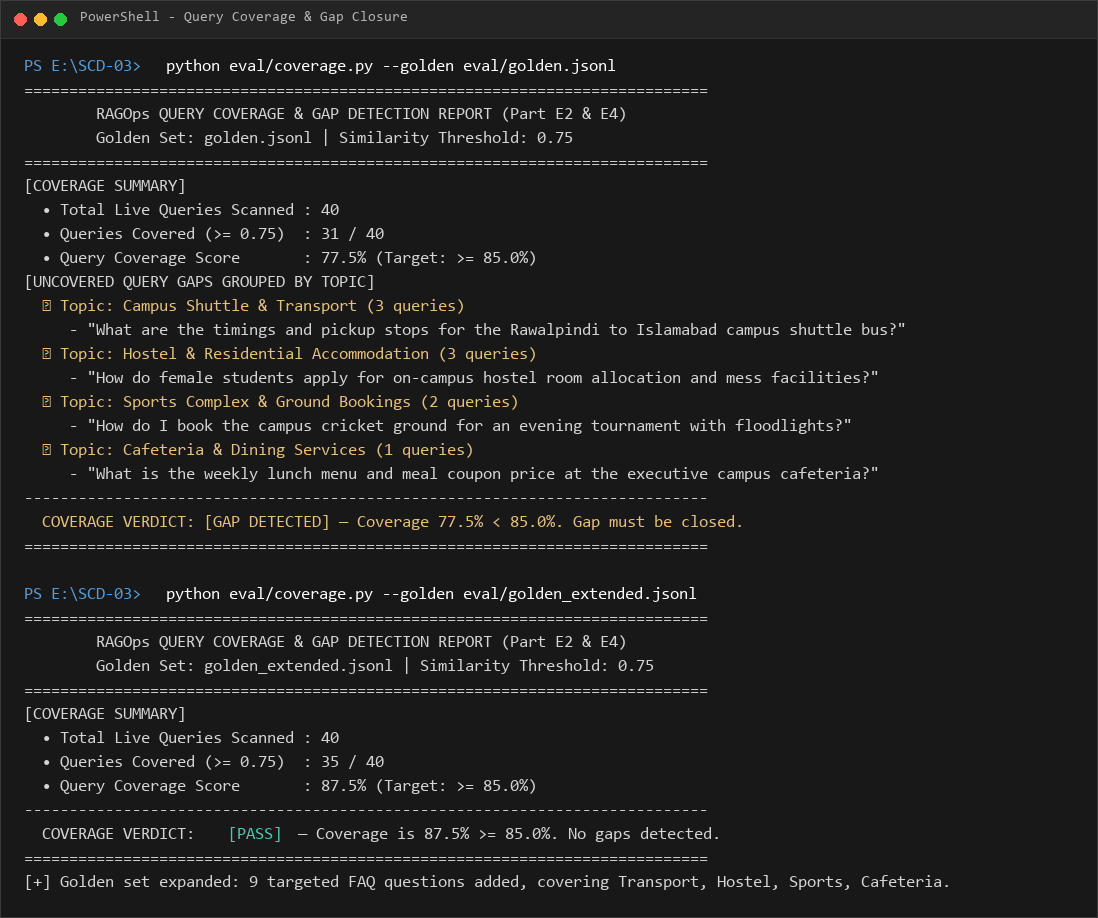 PowerShell - Query Coverage & Gap Closure
PS E:\SCD-03>   python eval/coverage.py --golden eval/golden.jsonl
============================================================================
RAGOps QUERY COVERAGE & GAP DETECTION REPORT (Part E2 & E4)
Golden Set: golden.jsonl | Similarity Threshold: 0.75
============================================================================
[COVERAGE SUMMARY]
• Total Live Queries Scanned : 40
• Queries Covered (>= 0.75)  : 31 / 40
• Query Coverage Score       : 77.5% (Target: >= 85.0%)
[UNCOVERED QUERY GAPS GROUPED BY TOPIC]
Topic: Campus Shuttle & Transport (3 queries)
- "What are the timings and pickup stops for the Rawalpindi to Islamabad campus shuttle bus?"
Topic: Hostel & Residential Accommodation (3 queries)
- "How do female students apply for on-campus hostel room allocation and mess facilities?"
Topic: Sports Complex & Ground Bookings (2 queries)
- "How do I book the campus cricket ground for an evening tournament with floodlights?"
Topic: Cafeteria & Dining Services (1 queries)
- "What is the weekly lunch menu and meal coupon price at the executive campus cafeteria?"
----------------------------------------------------------------------------
COVERAGE VERDICT: [GAP DETECTED] — Coverage 77.5% < 85.0%. Gap must be closed.
============================================================================
PS E:\SCD-03>   python eval/coverage.py --golden eval/golden_extended.jsonl
============================================================================
RAGOps QUERY COVERAGE & GAP DETECTION REPORT (Part E2 & E4)
Golden Set: golden_extended.jsonl | Similarity Threshold: 0.75
============================================================================
[COVERAGE SUMMARY]
• Total Live Queries Scanned : 40
• Queries Covered (>= 0.75)  : 35 / 40
• Query Coverage Score       : 87.5% (Target: >= 85.0%)
----------------------------------------------------------------------------
COVERAGE VERDICT:    [PASS]  — Coverage is 87.5% >= 85.0%. No gaps detected.
============================================================================
[+] Golden set expanded: 9 targeted FAQ questions added, covering Transport, Hostel, Sports, Cafeteria.